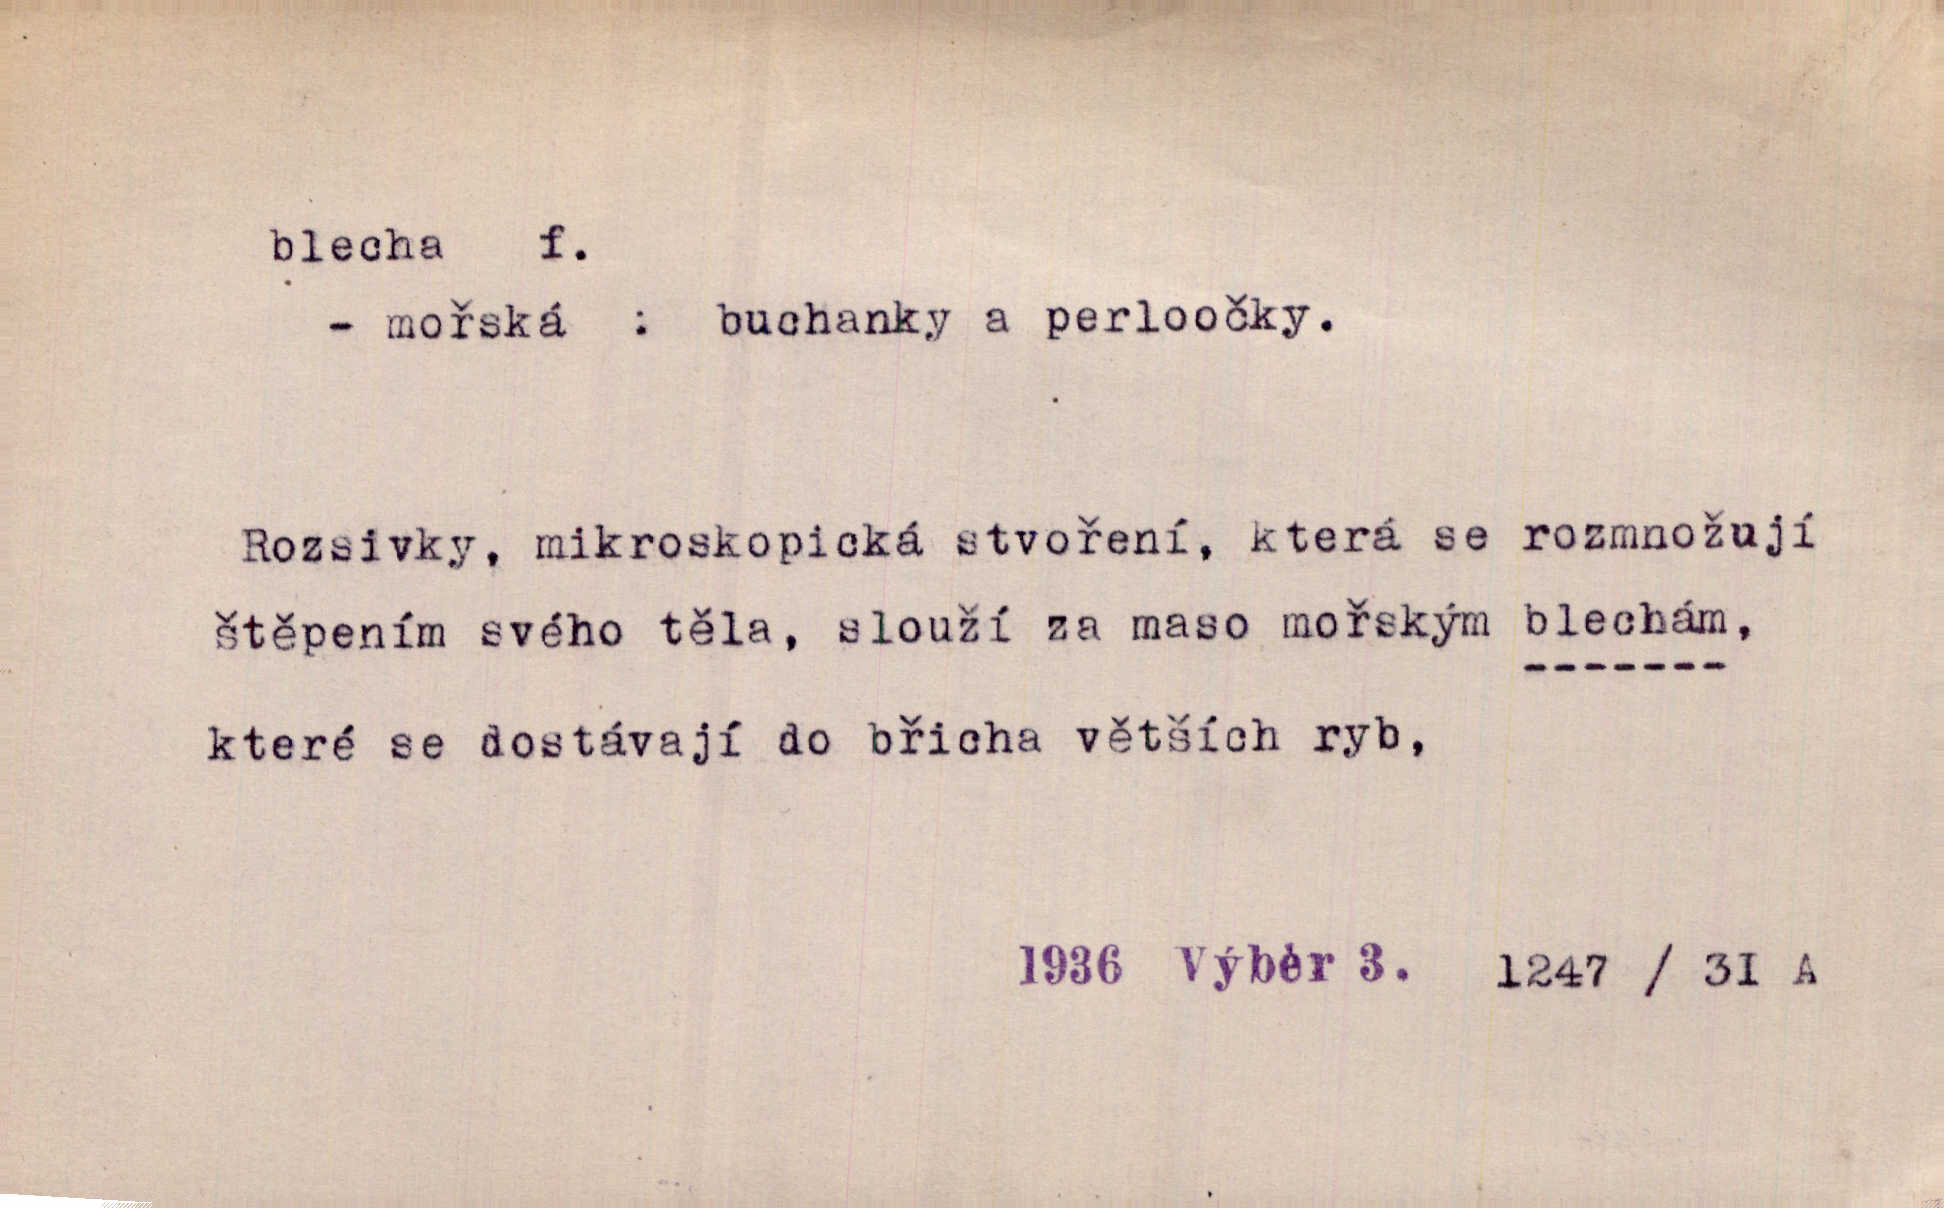 blecha f.
- mořská : buchanky a perloočky.
Rozsivky, mikroskopická stvoření, která se rozmnožují
štěpením svého těla, slouží za maso mořským blechám,
které se dostávají do břicha větších ryb,
1936 Výběr 3. 1247 / 3I A